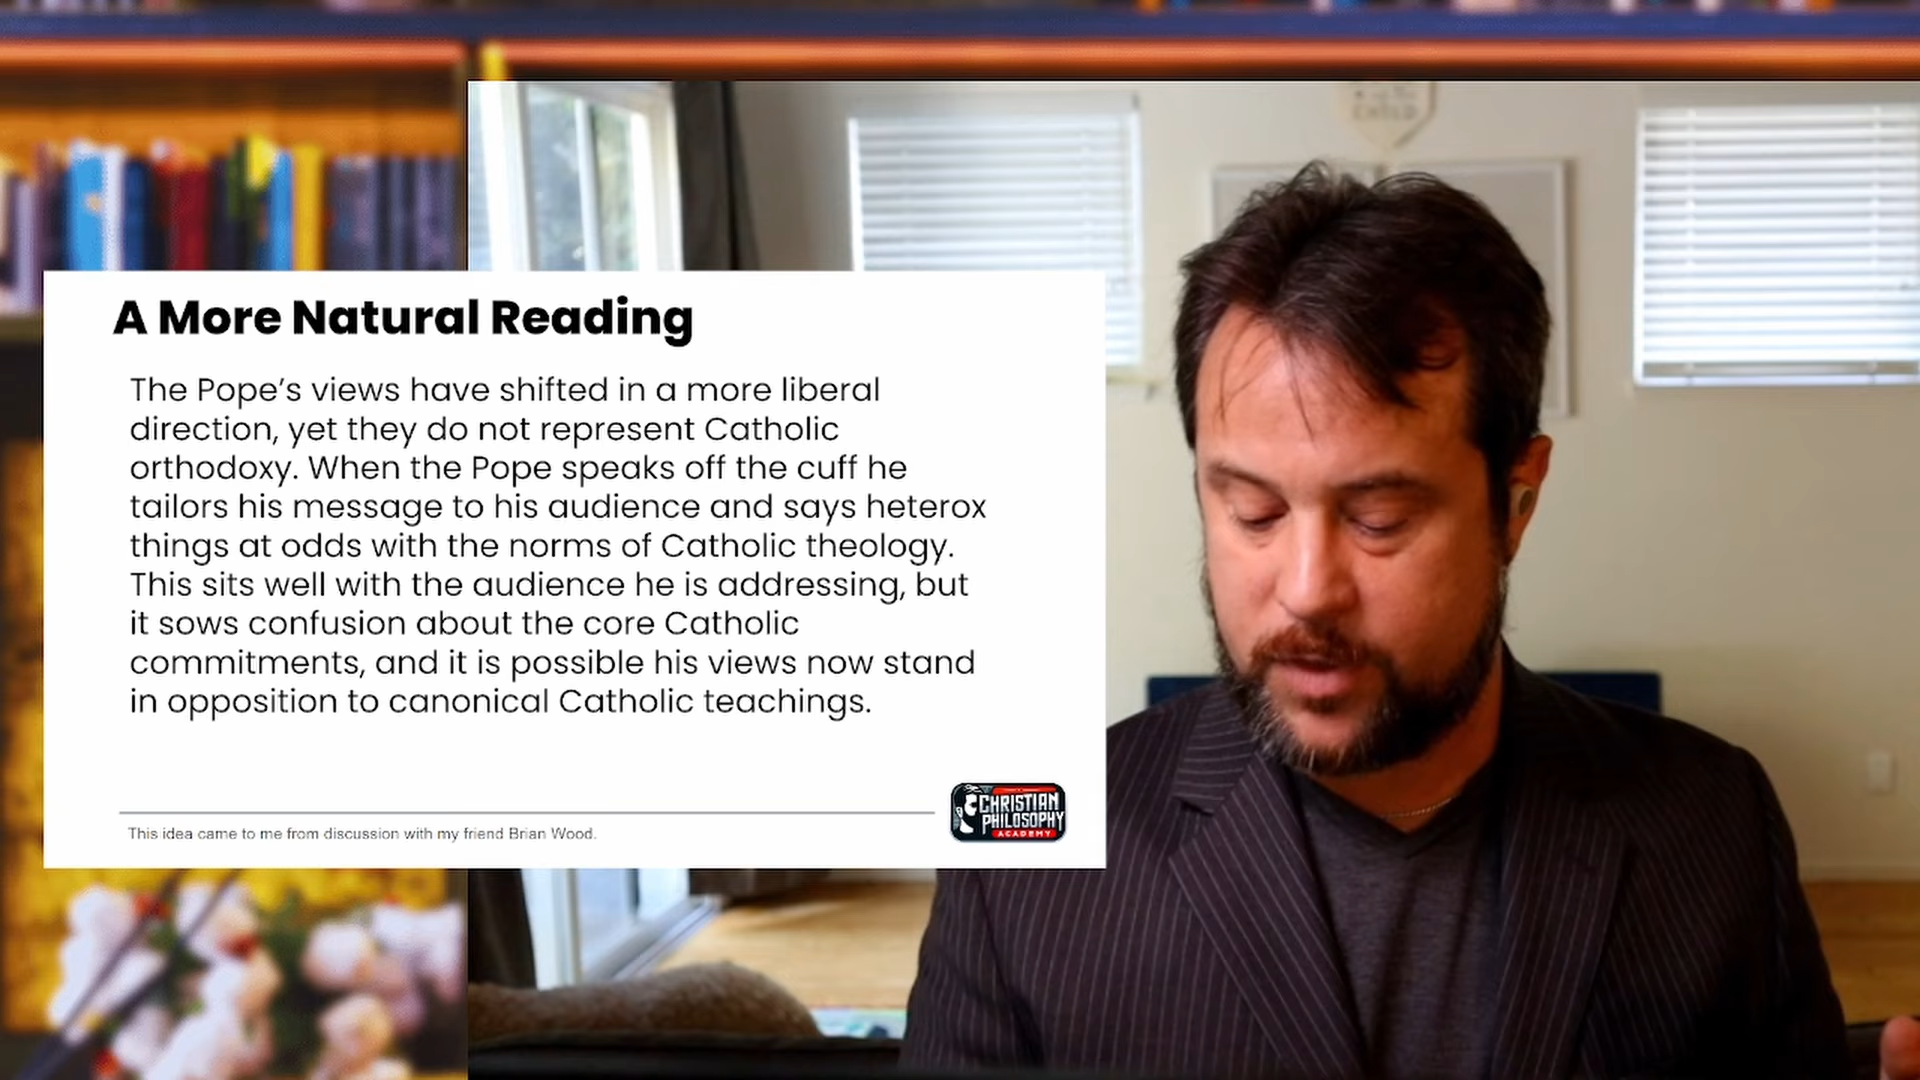 A More Natural Reading
The Pope's views have shifted in a more liberal
direction, yet they do not represent Catholic
orthodoxy. When the Pope speaks off the cuff he
tailors his message to his audience and says heterox
things at odds with the norms of Catholic theology.
This sits well with the audience he is addressing, but
it sows confusion about the core Catholic
commitments, and it is possible his views now stand
in opposition to canonical Catholic teachings.
CHRISTIAN
PHILOSOPHY
ACADEMY
This idea came to me from discussion with my friend Brian Wood.